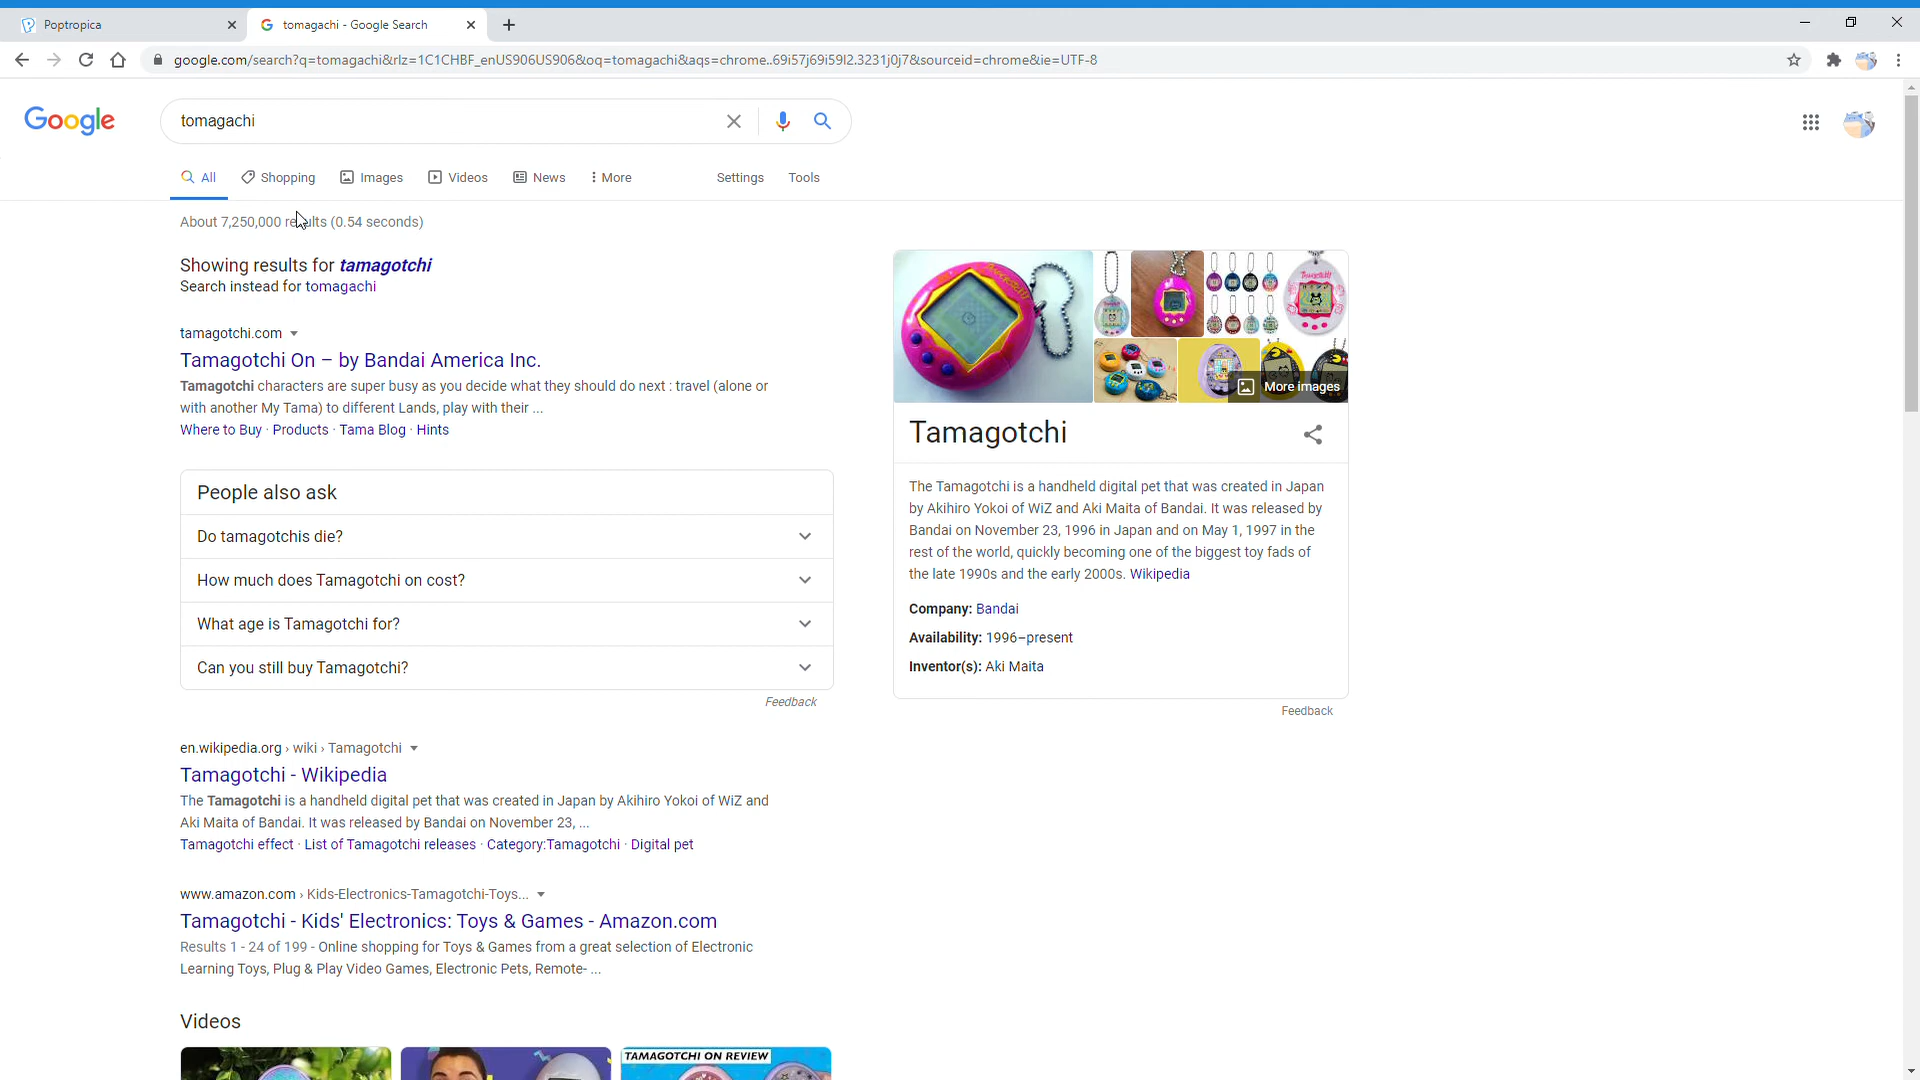 Poptropica
tomagachi - Google Search
google.com/search?q=tomagachi&rlz=1C1CHBF_enUS906US906&oq=tomagachi&aqs=chrome..69i57j69i59l2.3231j0j7&sourceid=chrome&ie=UTF-8
Google
tomagachi
All
Shopping
Images
Videos
News
More
Settings
Tools
About 7,250,000 results (0.54 seconds)
Showing results for tamagotchi
Search instead for tomagachi
tamagotchi.com
Tamagotchi On – by Bandai America Inc.
Tamagotchi characters are super busy as you decide what they should do next : travel (alone or
with another My Tama) to different Lands, play with their ...
Where to Buy · Products · Tama Blog · Hints
People also ask
Do tamagotchis die?
How much does Tamagotchi on cost?
What age is Tamagotchi for?
Can you still buy Tamagotchi?
Feedback
en.wikipedia.org › wiki › Tamagotchi
Tamagotchi - Wikipedia
The Tamagotchi is a handheld digital pet that was created in Japan by Akihiro Yokoi of WiZ and
Aki Maita of Bandai. It was released by Bandai on November 23, ...
Tamagotchi effect · List of Tamagotchi releases · Category:Tamagotchi · Digital pet
www.amazon.com › Kids-Electronics-Tamagotchi-Toys...
Tamagotchi - Kids' Electronics: Toys & Games - Amazon.com
Results 1 - 24 of 199 - Online shopping for Toys & Games from a great selection of Electronic
Learning Toys, Plug & Play Video Games, Electronic Pets, Remote- ...
Videos
TAMAGOTCHI ON REVIEW
More images
Tamagotchi
The Tamagotchi is a handheld digital pet that was created in Japan
by Akihiro Yokoi of WiZ and Aki Maita of Bandai. It was released by
Bandai on November 23, 1996 in Japan and on May 1, 1997 in the
rest of the world, quickly becoming one of the biggest toy fads of
the late 1990s and the early 2000s. Wikipedia
Company: Bandai
Availability: 1996–present
Inventor(s): Aki Maita
Feedback